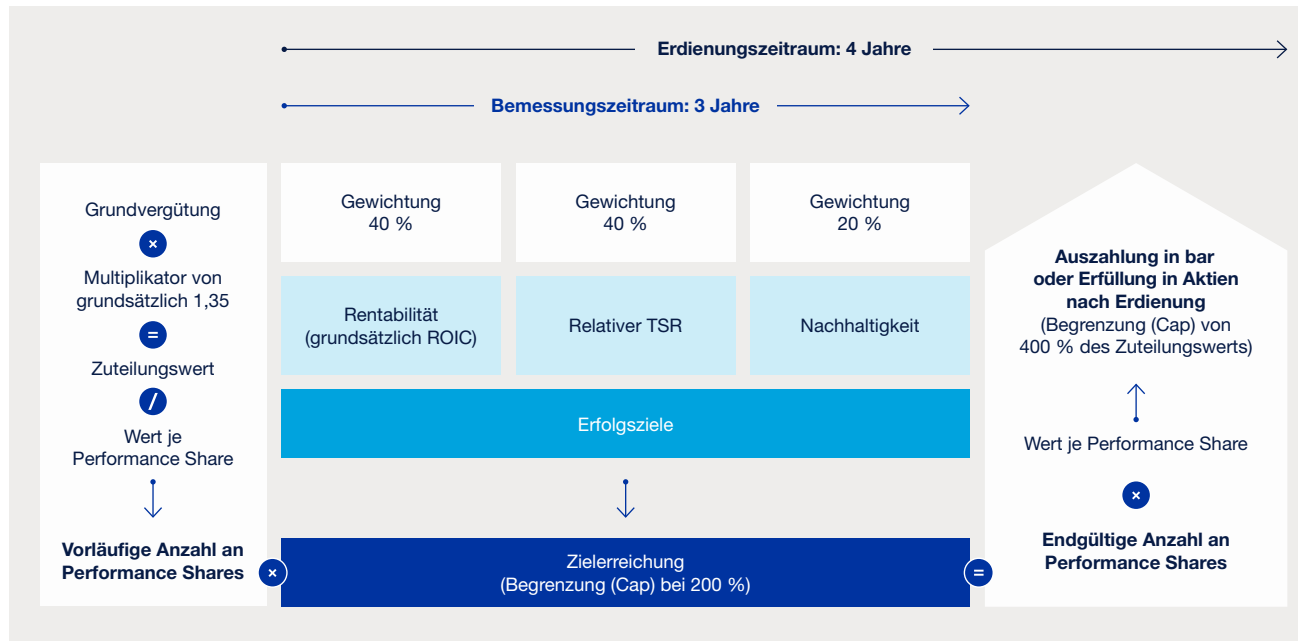 Erdienungszeitraum: 4 Jahre
Bemessungszeitraum: 3 Jahre
Grundvergütung
×
Multiplikator von
grundsätzlich 1,35
=
Zuteilungswert
/
Wert je
Performance Share
Vorläufige Anzahl an
Performance Shares
×
Gewichtung
40 %
Gewichtung
40 %
Gewichtung
20 %
Rentabilität
(grundsätzlich ROIC)
Relativer TSR
Nachhaltigkeit
Erfolgsziele
Zielerreichung
(Begrenzung (Cap) bei 200 %)
=
Auszahlung in bar
oder Erfüllung in Aktien
nach Erdienung
(Begrenzung (Cap) von
400 % des Zuteilungswerts)
Wert je Performance Share
×
Endgültige Anzahl an
Performance Shares